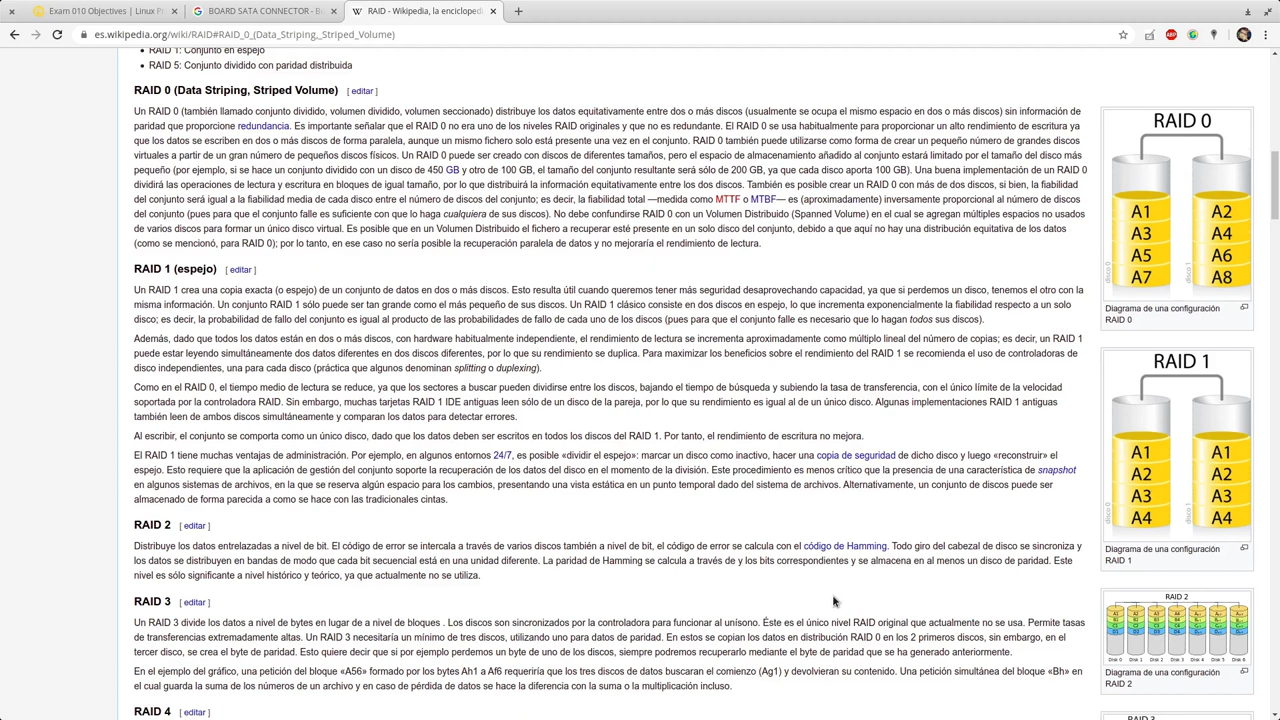 Exam 010 Objectives | Linux P
BOARD SATA CONNECTOR - B
RAID - Wikipedia, la encicloped
es.wikipedia.org/wiki/RAID#RAID_0_(Data_Striping,_Striped_Volume)
RAID 1: Conjunto en espejo
RAID 5: Conjunto dividido con paridad distribuida
RAID 0 (Data Striping, Striped Volume) [ editar ]
Un RAID 0 (también llamado conjunto dividido, volumen dividido, volumen seccionado) distribuye los datos equitativamente entre dos o más discos (usualmente se ocupa el mismo espacio en dos o más discos) sin información de
paridad que proporcione redundancia. Es importante señalar que el RAID 0 no era uno de los niveles RAID originales y que no es redundante. El RAID 0 se usa habitualmente para proporcionar un alto rendimiento de escritura ya
que los datos se escriben en dos o más discos de forma paralela, aunque un mismo fichero solo está presente una vez en el conjunto. RAID 0 también puede utilizarse como forma de crear un pequeño número de grandes discos
virtuales a partir de un gran número de pequeños discos físicos. Un RAID 0 puede ser creado con discos de diferentes tamaños, pero el espacio de almacenamiento añadido al conjunto estará limitado por el tamaño del disco más
pequeño (por ejemplo, si se hace un conjunto dividido con un disco de 450 GB y otro de 100 GB, el tamaño del conjunto resultante será sólo de 200 GB, ya que cada disco aporta 100 GB). Una buena implementación de un RAID 0
dividirá las operaciones de lectura y escritura en bloques de igual tamaño, por lo que distribuirá la información equitativamente entre los dos discos. También es posible crear un RAID 0 con más de dos discos, si bien, la fiabilidad
del conjunto será igual a la fiabilidad media de cada disco entre el número de discos del conjunto; es decir, la fiabilidad total —medida como MTTF o MTBF— es (aproximadamente) inversamente proporcional al número de discos
del conjunto (pues para que el conjunto falle es suficiente con que lo haga cualquiera de sus discos). No debe confundirse RAID 0 con un Volumen Distribuido (Spanned Volume) en el cual se agregan múltiples espacios no usados
de varios discos para formar un único disco virtual. Es posible que en un Volumen Distribuido el fichero a recuperar esté presente en un solo disco del conjunto, debido a que aquí no hay una distribución equitativa de los datos
(como se mencionó, para RAID 0); por lo tanto, en ese caso no sería posible la recuperación paralela de datos y no mejoraría el rendimiento de lectura.
RAID 0
A1 A2
A3 A4
A5 A6
A7 A8
disco 0 disco 1
Diagrama de una configuración
RAID 0
RAID 1 (espejo) [ editar ]
Un RAID 1 crea una copia exacta (o espejo) de un conjunto de datos en dos o más discos. Esto resulta útil cuando queremos tener más seguridad desaprovechando capacidad, ya que si perdemos un disco, tenemos el otro con la
misma información. Un conjunto RAID 1 sólo puede ser tan grande como el más pequeño de sus discos. Un RAID 1 clásico consiste en dos discos en espejo, lo que incrementa exponencialmente la fiabilidad respecto a un solo
disco; es decir, la probabilidad de fallo del conjunto es igual al producto de las probabilidades de fallo de cada uno de los discos (pues para que el conjunto falle es necesario que lo hagan todos sus discos).
Además, dado que todos los datos están en dos o más discos, con hardware habitualmente independiente, el rendimiento de lectura se incrementa aproximadamente como múltiplo lineal del número de copias; es decir, un RAID 1
puede estar leyendo simultáneamente dos datos diferentes en dos discos diferentes, por lo que su rendimiento se duplica. Para maximizar los beneficios sobre el rendimiento del RAID 1 se recomienda el uso de controladoras de
disco independientes, una para cada disco (práctica que algunos denominan splitting o duplexing).
Como en el RAID 0, el tiempo medio de lectura se reduce, ya que los sectores a buscar pueden dividirse entre los discos, bajando el tiempo de búsqueda y subiendo la tasa de transferencia, con el único límite de la velocidad
soportada por la controladora RAID. Sin embargo, muchas tarjetas RAID 1 IDE antiguas leen sólo de un disco de la pareja, por lo que su rendimiento es igual al de un único disco. Algunas implementaciones RAID 1 antiguas
también leen de ambos discos simultáneamente y comparan los datos para detectar errores.
Al escribir, el conjunto se comporta como un único disco, dado que los datos deben ser escritos en todos los discos del RAID 1. Por tanto, el rendimiento de escritura no mejora.
El RAID 1 tiene muchas ventajas de administración. Por ejemplo, en algunos entornos 24/7, es posible «dividir el espejo»: marcar un disco como inactivo, hacer una copia de seguridad de dicho disco y luego «reconstruir» el
espejo. Esto requiere que la aplicación de gestión del conjunto soporte la recuperación de los datos del disco en el momento de la división. Este procedimiento es menos crítico que la presencia de una característica de snapshot
en algunos sistemas de archivos, en la que se reserva algún espacio para los cambios, presentando una vista estática en un punto temporal dado del sistema de archivos. Alternativamente, un conjunto de discos puede ser
almacenado de forma parecida a como se hace con las tradicionales cintas.
RAID 1
A1 A1
A2 A2
A3 A3
A4 A4
disco 0 disco 1
Diagrama de una configuración
RAID 1
RAID 2 [ editar ]
Distribuye los datos entrelazadas a nivel de bit. El código de error se intercala a través de varios discos también a nivel de bit, el código de error se calcula con el código de Hamming. Todo giro del cabezal de disco se sincroniza y
los datos se distribuyen en bandas de modo que cada bit secuencial está en una unidad diferente. La paridad de Hamming se calcula a través de y los bits correspondientes y se almacena en al menos un disco de paridad. Este
nivel es sólo significante a nivel histórico y teórico, ya que actualmente no se utiliza.
RAID 3 [ editar ]
Un RAID 3 divide los datos a nivel de bytes en lugar de a nivel de bloques . Los discos son sincronizados por la controladora para funcionar al unísono. Éste es el único nivel RAID original que actualmente no se usa. Permite tasas
de transferencias extremadamente altas. Un RAID 3 necesitaría un mínimo de tres discos, utilizando uno para datos de paridad. En estos se copian los datos en distribución RAID 0 en los 2 primeros discos, sin embargo, en el
tercer disco, se crea el byte de paridad. Esto quiere decir que si por ejemplo perdemos un byte de uno de los discos, siempre podremos recuperarlo mediante el byte de paridad que se ha generado anteriormente.
En el ejemplo del gráfico, una petición del bloque «A56» formado por los bytes Ah1 a Af6 requeriría que los tres discos de datos buscaran el comienzo (Ag1) y devolvieran su contenido. Una petición simultánea del bloque «Bh» en
el cual guarda la suma de los números de un archivo y en caso de pérdida de datos se hace la diferencia con la suma o la multiplicación incluso.
RAID 2
Disk 0 Disk 1 Disk 2 Disk 3 Disk 4 Disk 5 Disk 6
Diagrama de una configuración
RAID 2
RAID 4 [ editar ]